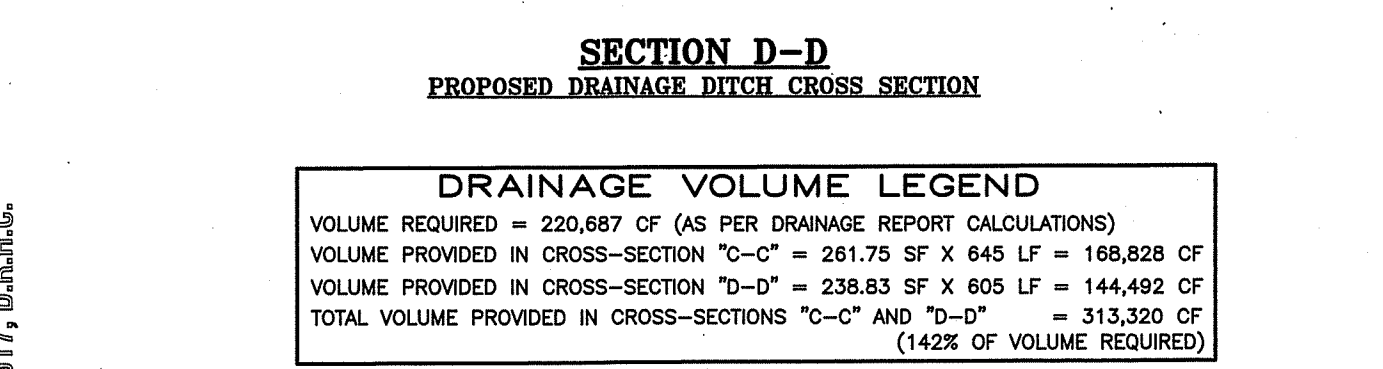 SECTION D-D
PROPOSED DRAINAGE DITCH CROSS SECTION
DRAINAGE VOLUME LEGEND
VOLUME REQUIRED = 220,687 CF (AS PER DRAINAGE REPORT CALCULATIONS)
VOLUME PROVIDED IN CROSS-SECTION "C-C" = 261.75 SF X 645 LF = 168,828 CF
VOLUME PROVIDED IN CROSS-SECTION "D-D" = 238.83 SF X 605 LF = 144,492 CF
TOTAL VOLUME PROVIDED IN CROSS-SECTIONS "C-C" AND "D-D" = 313,320 CF
(142% OF VOLUME REQUIRED)